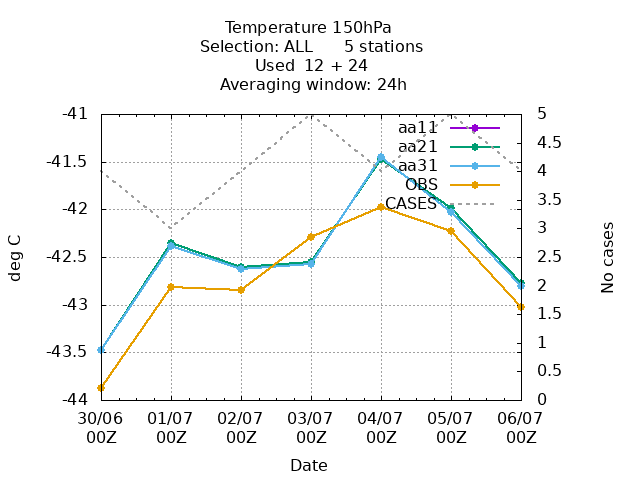 Temperature 150hPa
Selection: ALL 5 stations
Used 12 + 24
Averaging window: 24h
-41
-41.5
-42
-42.5
-43
-43.5
-44
deg C
5
4.5
4
3.5
3
2.5
2
1.5
1
0.5
0
No cases
aa11
aa21
aa31
OBS
CASES
30/06 01/07 02/07 03/07 04/07 05/07 06/07
00Z 00Z 00Z 00Z 00Z 00Z 00Z
Date